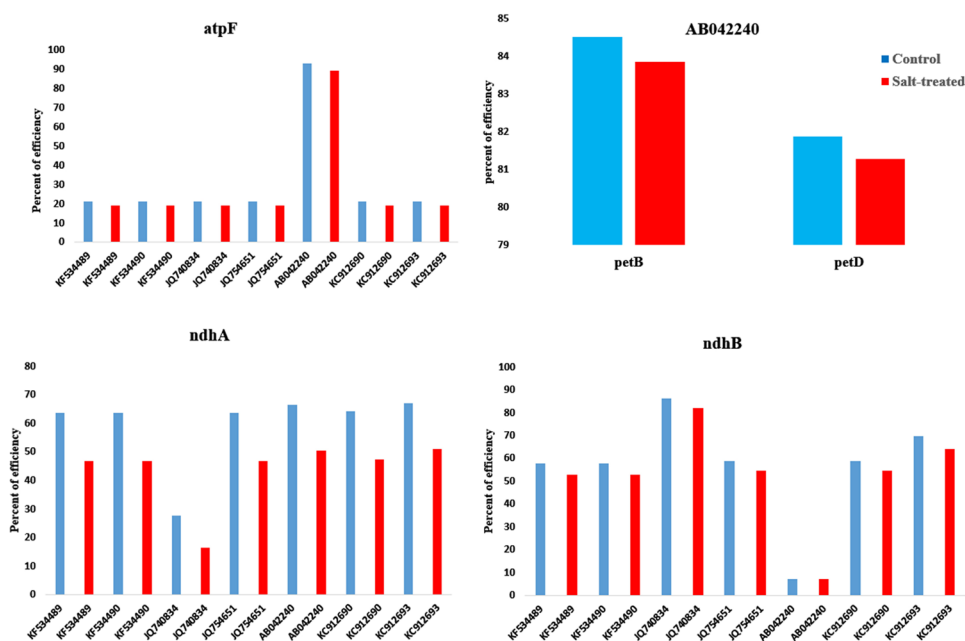 atpF
Percent of efficiency
100
90
80
70
60
50
40
30
20
10
0
KF534489
KF534489
KF534490
KF534490
JQ740834
JQ740834
JQ754651
JQ754651
AB042240
AB042240
KC912690
KC912690
KC912693
KC912693
AB042240
percent of efficiency
85
84
83
82
81
80
79
petB
petD
Control
Salt-treated
ndhA
Percent of efficiency
80
70
60
50
40
30
20
10
0
KF534489
KF534489
KF534490
KF534490
JQ740834
JQ740834
JQ754651
JQ754651
AB042240
AB042240
KC912690
KC912690
KC912693
KC912693
ndhB
Percent of efficiency
100
90
80
70
60
50
40
30
20
10
0
KF534489
KF534489
KF534490
KF534490
JQ740834
JQ740834
JQ754651
JQ754651
AB042240
AB042240
KC912690
KC912690
KC912693
KC912693